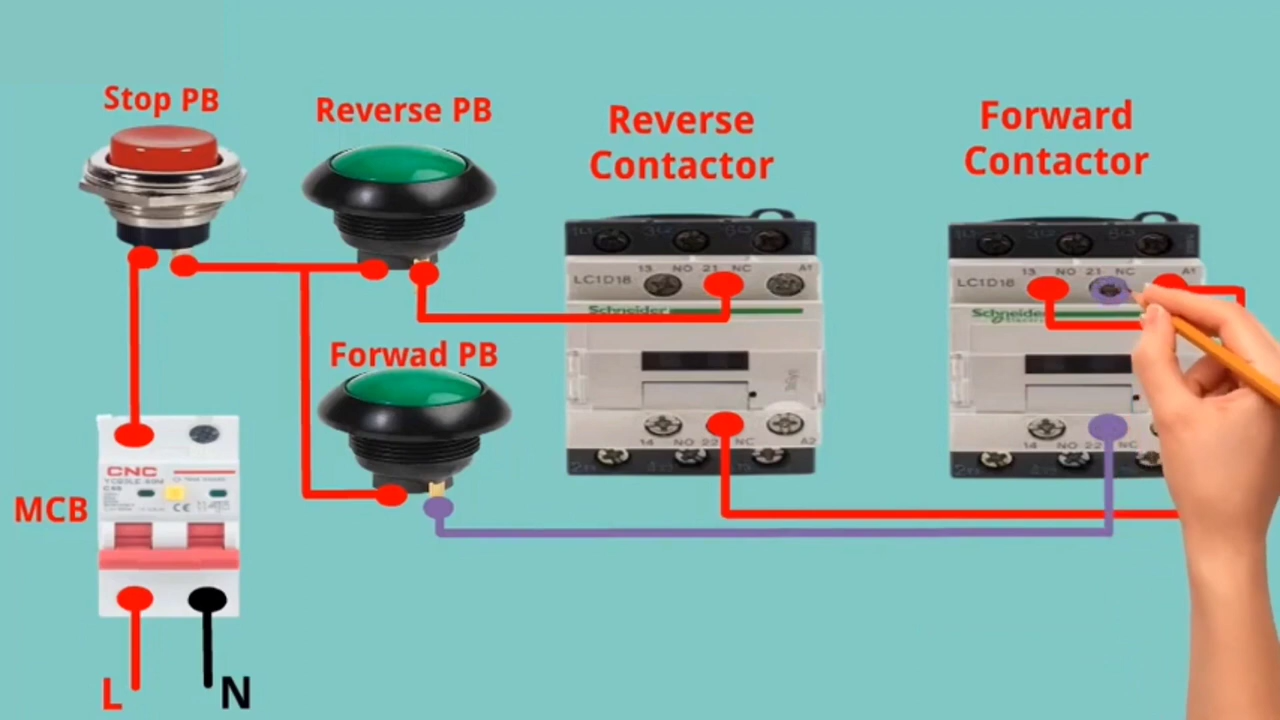 Stop PB
Reverse PB
Reverse
Contactor
Forward
Contactor
13 NO 21 NC A1
LC1D18
Schneider
14 NO 22 NC A2
13 NO 21 NC A1
LC1D18
Schneider
14 NO 22 NC
Forwad PB
CNC
MCB
L
N